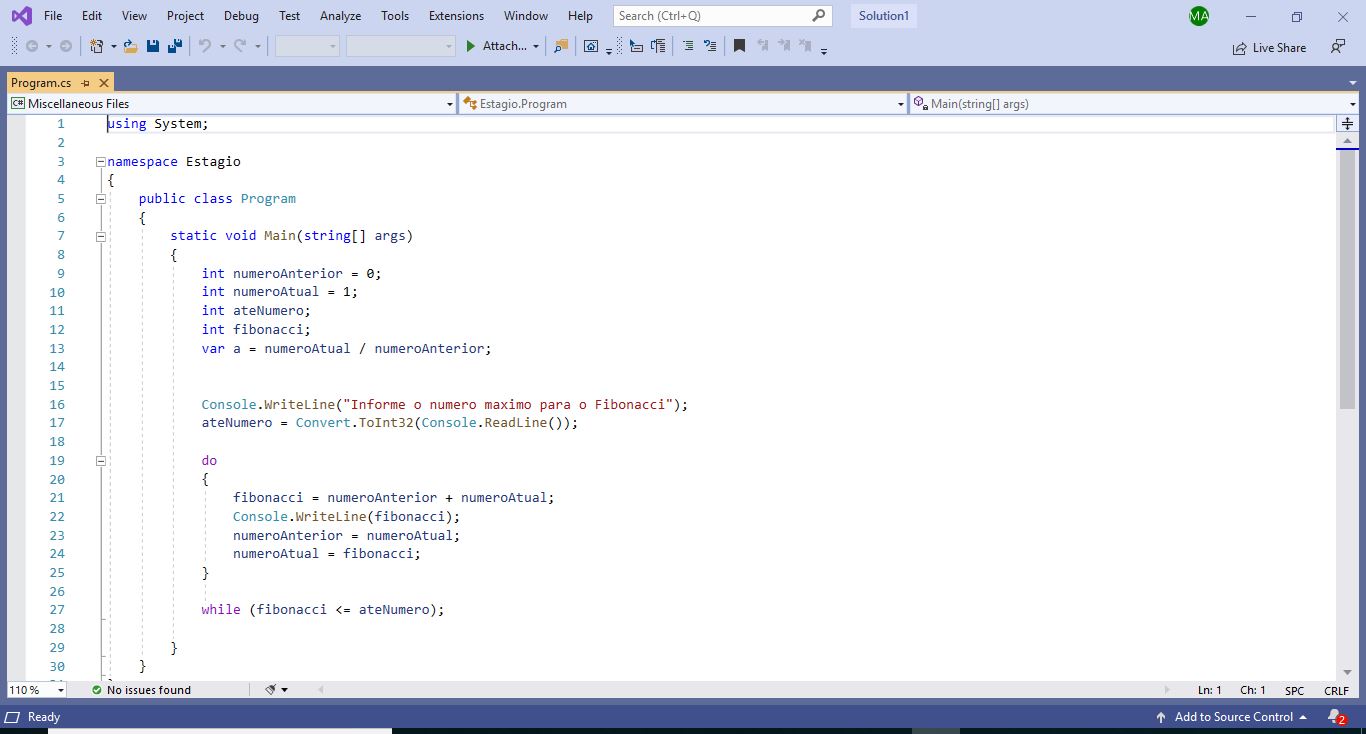 File Edit View Project Debug Test Analyze Tools Extensions Window Help Search (Ctrl+Q) Solution1 MA
Attach... Live Share
Program.cs
C# Miscellaneous Files Estagio.Program Main(string[] args)
1 using System;
2
3 namespace Estagio
4 {
5 public class Program
6 {
7 static void Main(string[] args)
8 {
9 int numeroAnterior = 0;
10 int numeroAtual = 1;
11 int ateNumero;
12 int fibonacci;
13 var a = numeroAtual / numeroAnterior;
14
15
16 Console.WriteLine("Informe o numero maximo para o Fibonacci");
17 ateNumero = Convert.ToInt32(Console.ReadLine());
18
19 do
20 {
21 fibonacci = numeroAnterior + numeroAtual;
22 Console.WriteLine(fibonacci);
23 numeroAnterior = numeroAtual;
24 numeroAtual = fibonacci;
25 }
26
27 while (fibonacci <= ateNumero);
28
29 }
30 }
110 % No issues found Ln: 1 Ch: 1 SPC CRLF
Ready Add to Source Control 2